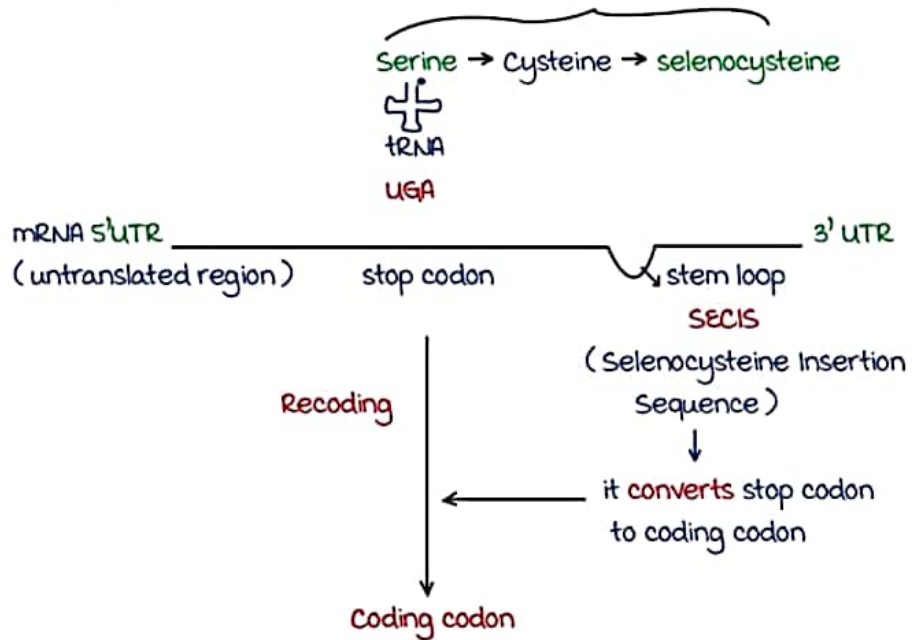 Serine → Cysteine → selenocysteine
tRNA
UGA
mRNA 5'UTR
3' UTR
(untranslated region)
stop codon
stem loop
SECIS
(Selenocysteine Insertion
Sequence)
Recoding
it converts stop codon
to coding codon
Coding codon